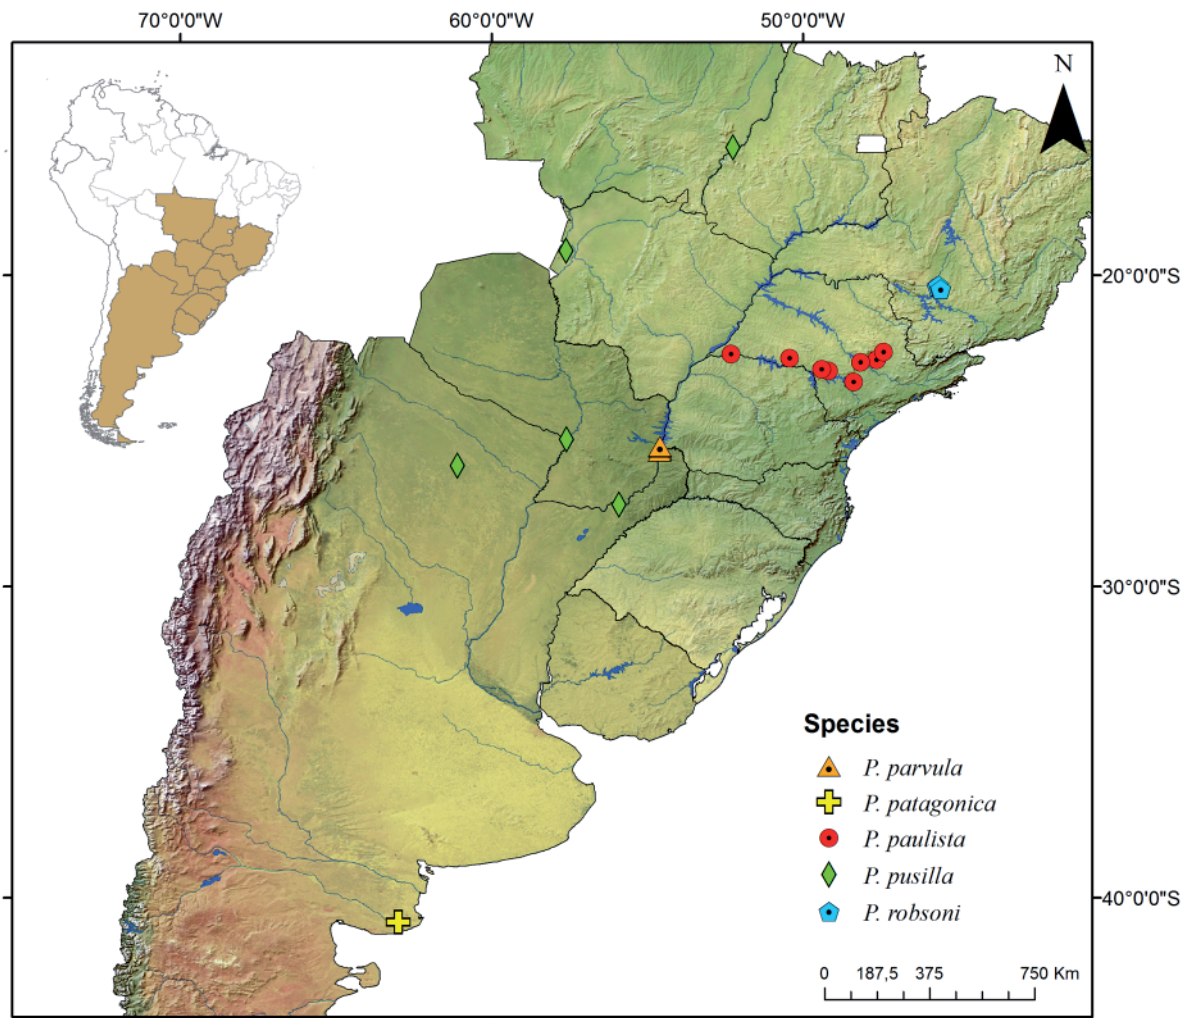 70°0'0"W 60°0'0"W 50°0'0"W
N
20°0'0"S
30°0'0"S
40°0'0"S
Species
P. parvula
P. patagonica
P. paulista
P. pusilla
P. robsoni
0 187,5 375 750 Km